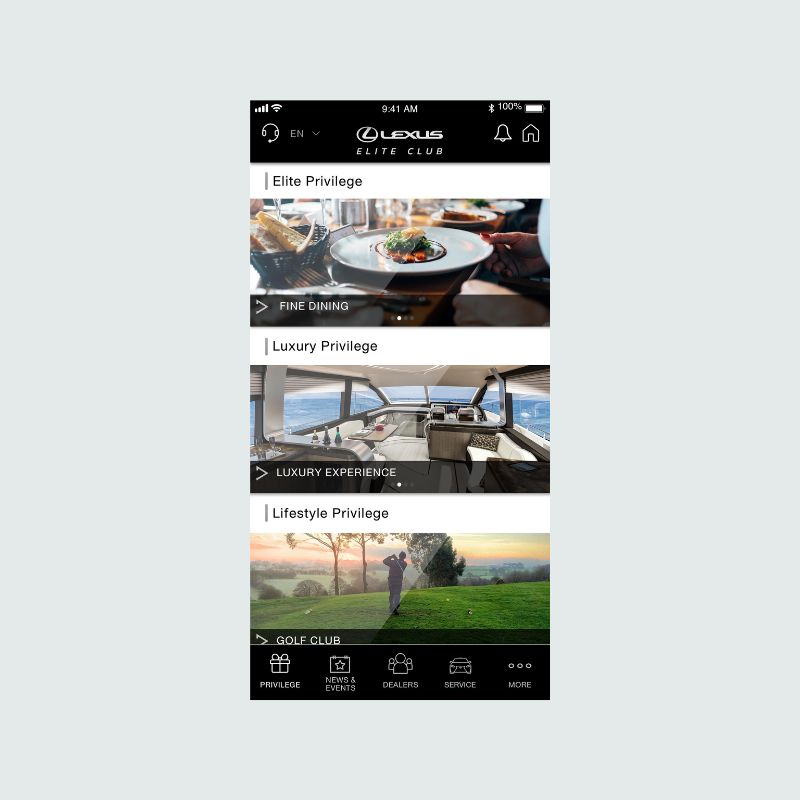 9:41 AM
100%
EN
LEXUS
ELITE CLUB
Elite Privilege
FINE DINING
Luxury Privilege
LUXURY EXPERIENCE
Lifestyle Privilege
GOLF CLUB
PRIVILEGE
NEWS &
EVENTS
DEALERS
SERVICE
MORE